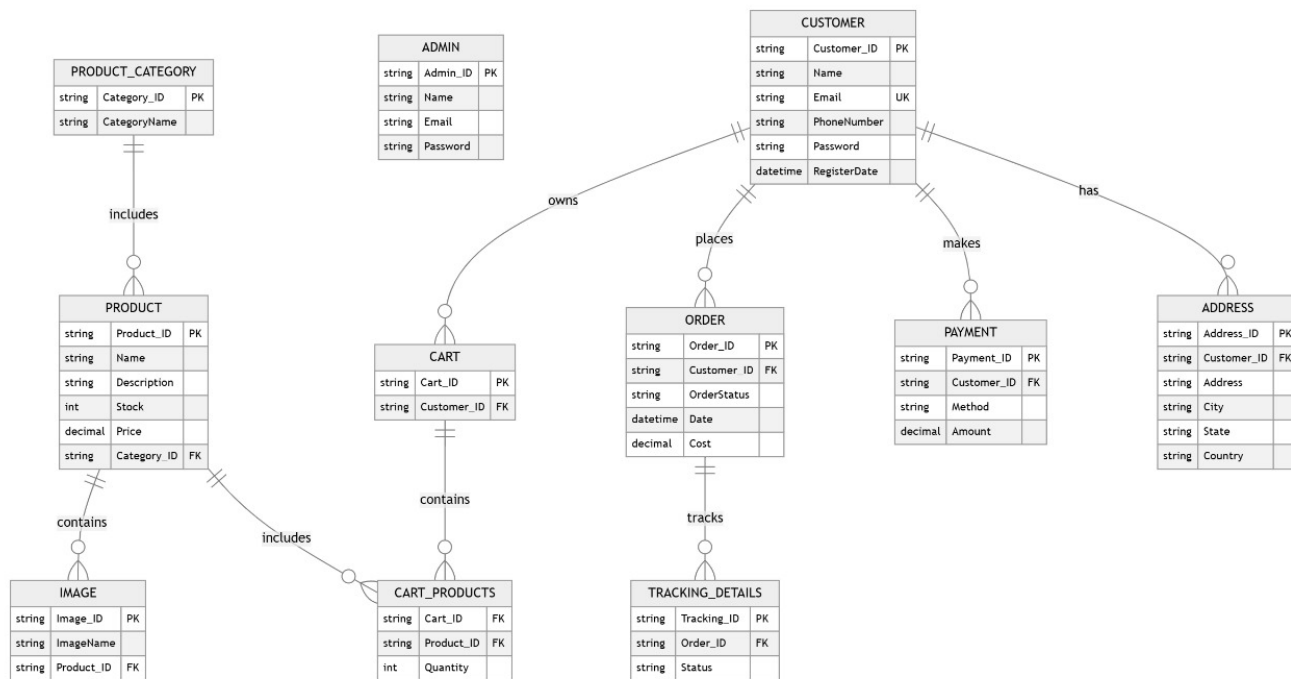 PRODUCT_CATEGORY
string Category_ID PK
string CategoryName
includes
PRODUCT
string Product_ID PK
string Name
string Description
int Stock
decimal Price
string Category_ID FK
contains
includes
IMAGE
string Image_ID PK
string ImageName
string Product_ID FK
ADMIN
string Admin_ID PK
string Name
string Email
string Password
CUSTOMER
string Customer_ID PK
string Name
string Email UK
string PhoneNumber
string Password
datetime RegisterDate
owns
places
makes
has
CART
string Cart_ID PK
string Customer_ID FK
contains
CART_PRODUCTS
string Cart_ID FK
string Product_ID FK
int Quantity
ORDER
string Order_ID PK
string Customer_ID FK
string OrderStatus
datetime Date
decimal Cost
tracks
TRACKING_DETAILS
string Tracking_ID PK
string Order_ID FK
string Status
PAYMENT
string Payment_ID PK
string Customer_ID FK
string Method
decimal Amount
ADDRESS
string Address_ID PK
string Customer_ID FK
string Address
string City
string State
string Country